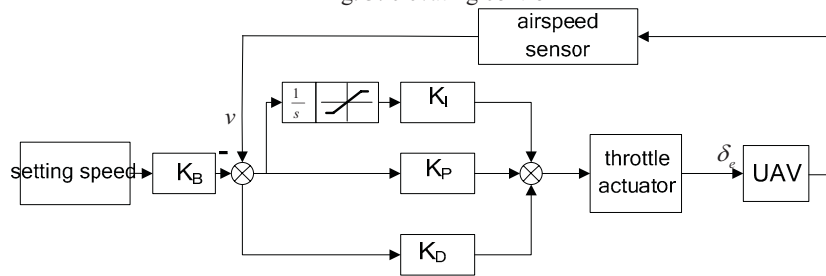 airspeed
sensor
1
s
K_I
v
-
setting speed
K_B
K_P
throttle
actuator
δ_e
UAV
K_D